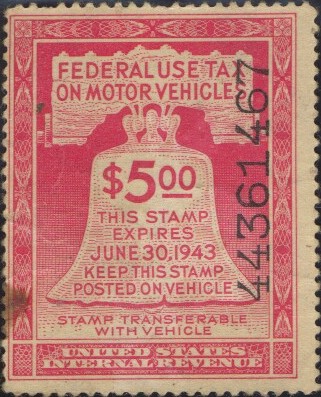 FEDERAL USE TAX
ON MOTOR VEHICLES
$5.00
THIS STAMP
EXPIRES
JUNE 30, 1943
KEEP THIS STAMP
POSTED ON VEHICLE
STAMP TRANSFERABLE
WITH VEHICLE
UNITED STATES
INTERNAL REVENUE
44361467